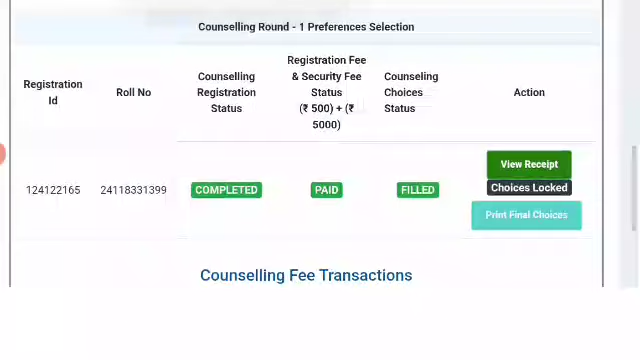 Counselling Round - 1 Preferences Selection
Registration Id
Roll No
Counselling Registration Status
Registration Fee & Security Fee Status (₹ 500) + (₹ 5000)
Counseling Choices Status
Action
124122165
24118331399
COMPLETED
PAID
FILLED
View Receipt
Choices Locked
Print Final Choices
Counselling Fee Transactions